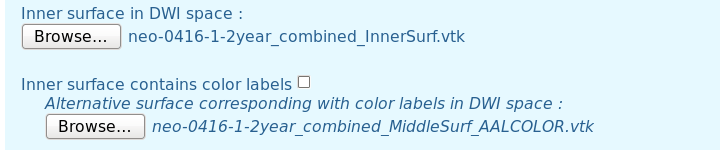 Inner surface in DWI space :
Browse... neo-0416-1-2year_combined_InnerSurf.vtk
Inner surface contains color labels
Alternative surface corresponding with color labels in DWI space :
Browse... neo-0416-1-2year_combined_MiddleSurf_AALCOLOR.vtk